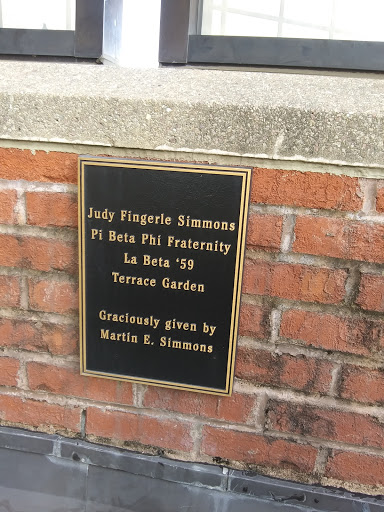 Judy Fingerle Simmons
Pi Beta Phi Fraternity
La Beta '59
Terrace Garden
Graciously given by
Martin E. Simmons